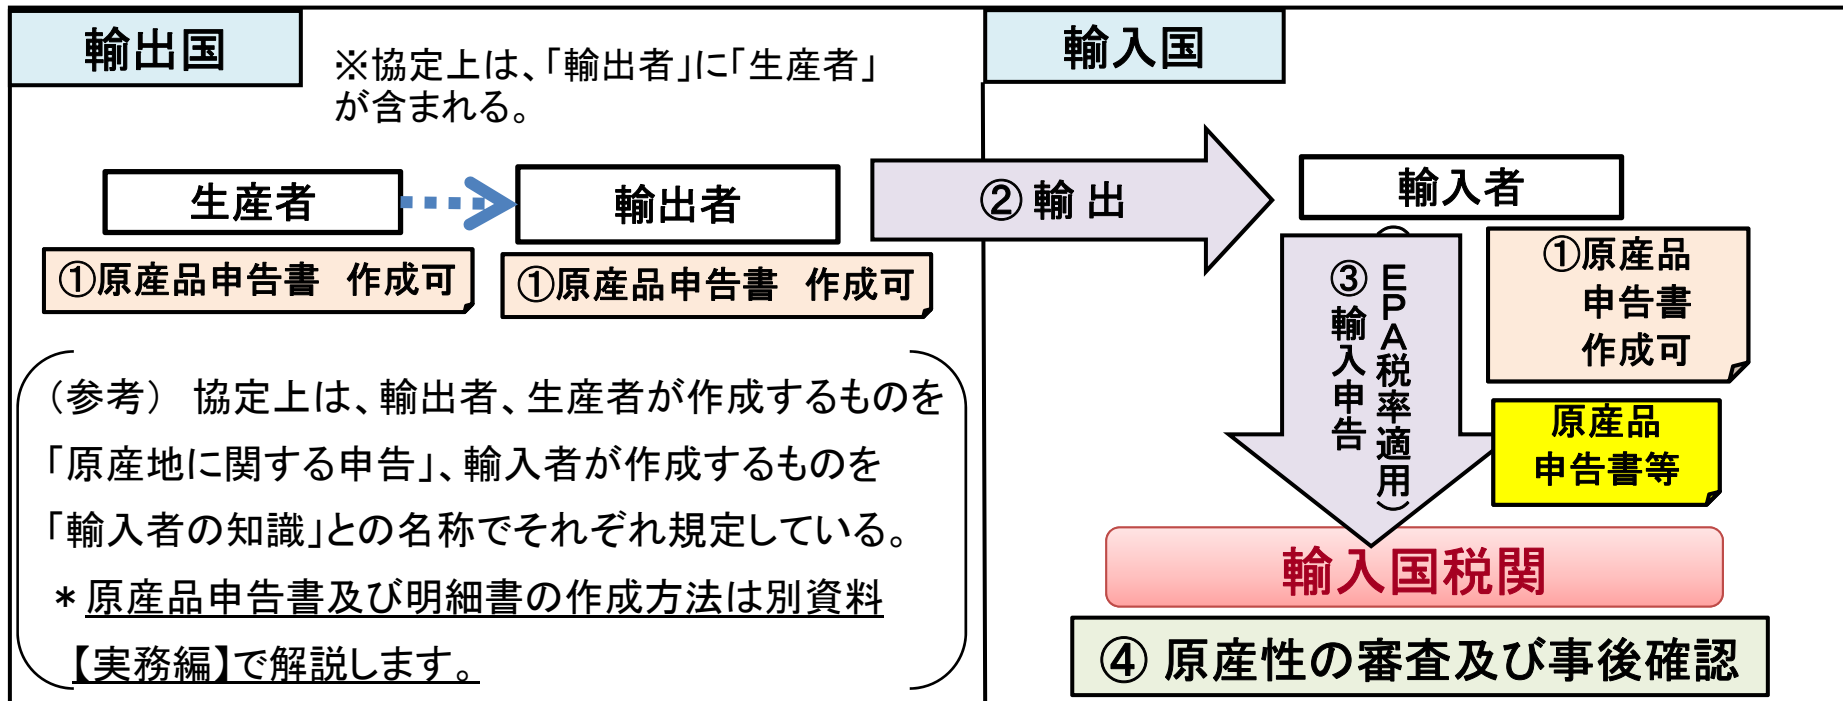 輸出国
※協定上は、「輸出者」に「生産者」
が含まれる。
生産者
輸出者
①原産品申告書　作成可
①原産品申告書　作成可
（参考）　協定上は、輸出者、生産者が作成するものを
「原産地に関する申告」、輸入者が作成するものを
「輸入者の知識」との名称でそれぞれ規定している。
＊原産品申告書及び明細書の作成方法は別資料
【実務編】で解説します。
輸入国
②輸 出
輸入者
③輸入申告
（ＥＰＡ税率適用）
①原産品
申告書
作成可
原産品
申告書等
輸入国税関
④ 原産性の審査及び事後確認